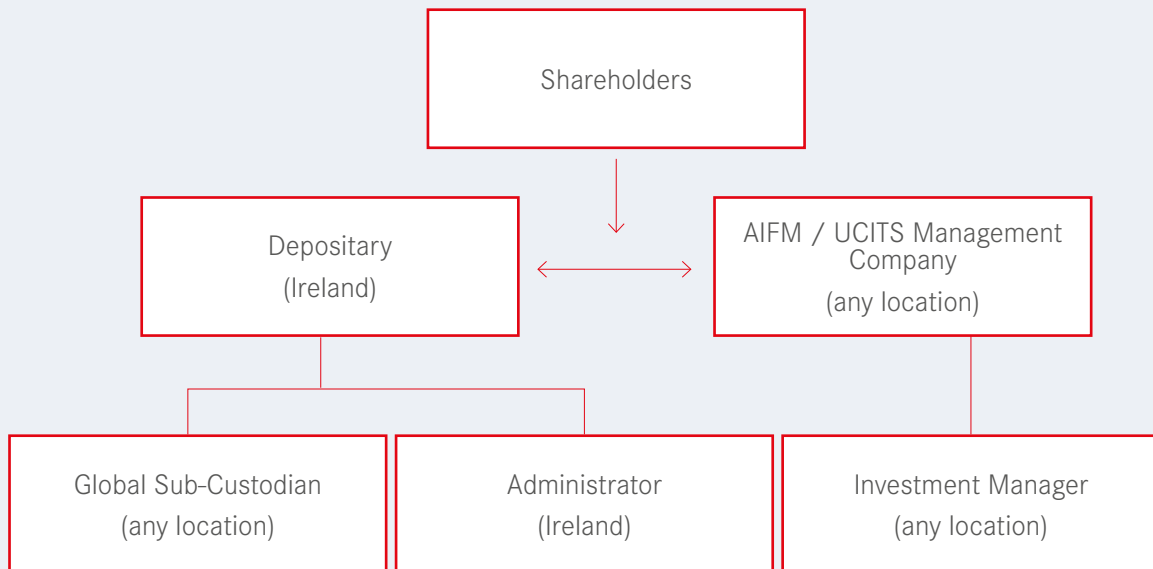 Shareholders
Depositary
(Ireland)
AIFM / UCITS Management
Company
(any location)
Global Sub-Custodian
(any location)
Administrator
(Ireland)
Investment Manager
(any location)